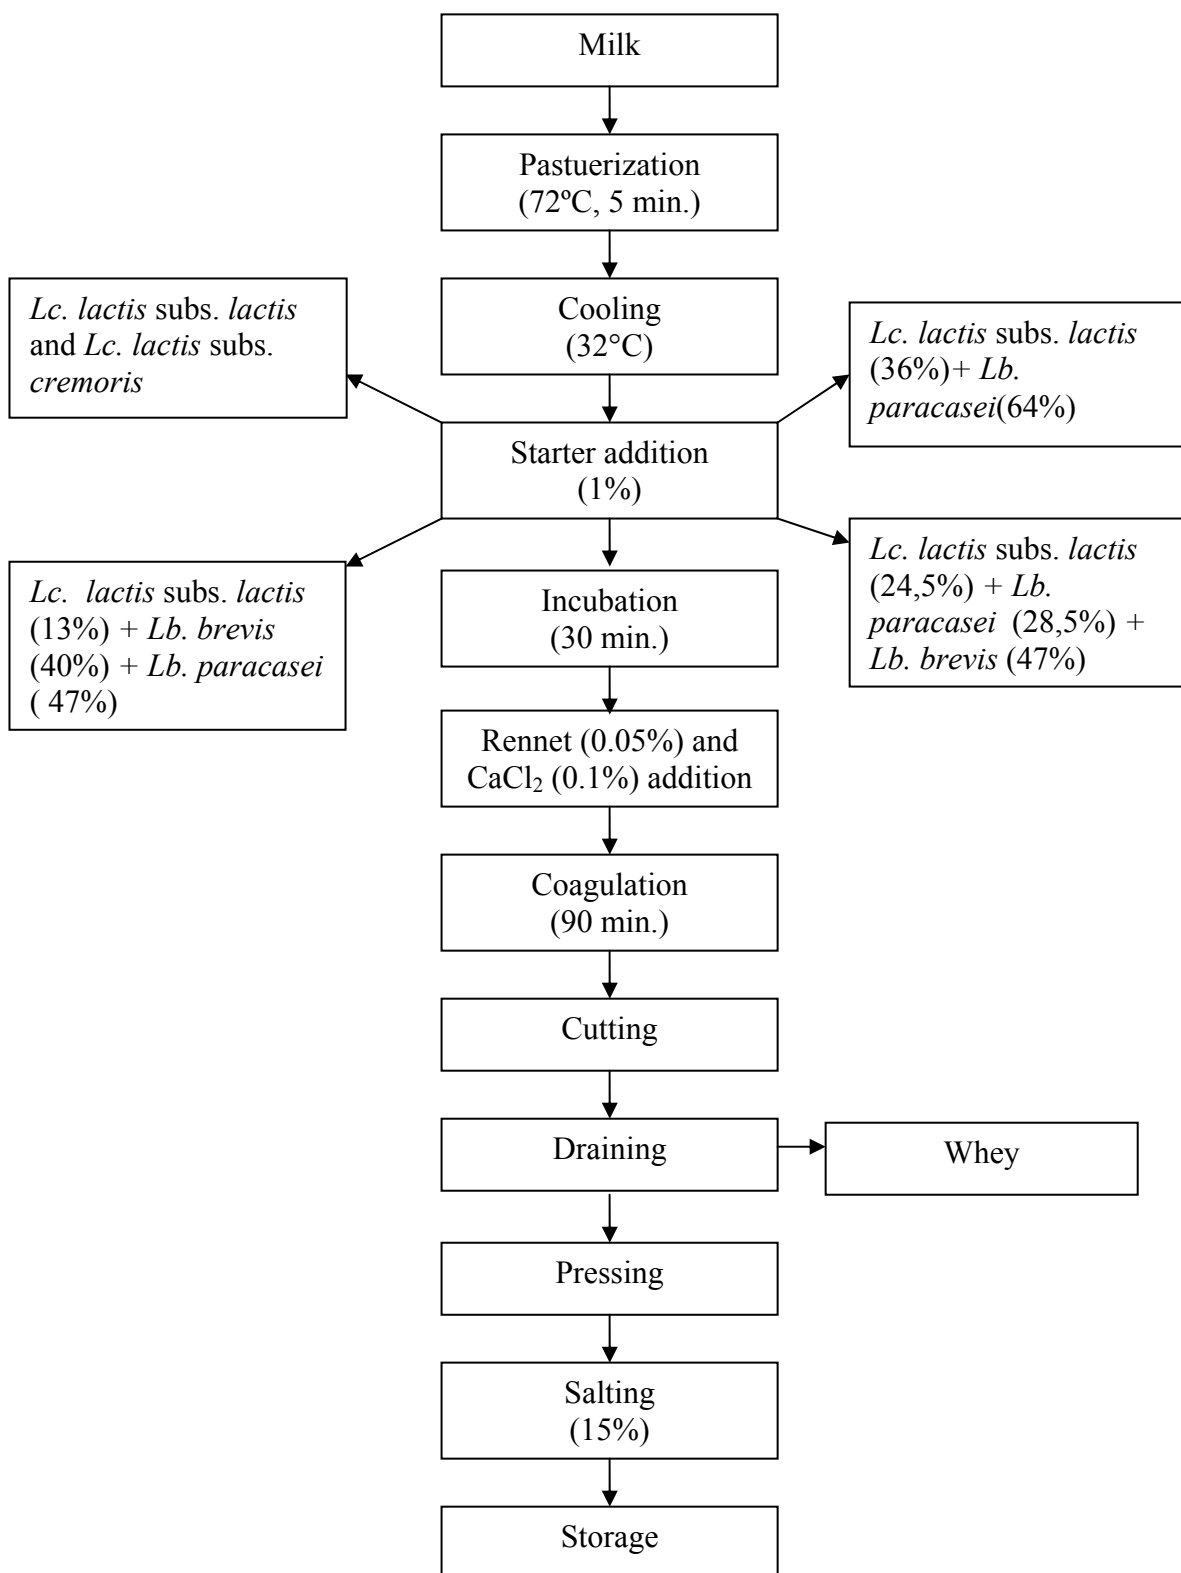 Milk
Pastuerization
(72ºC, 5 min.)
Cooling
(32°C)
Lc. lactis subs. lactis
and Lc. lactis subs.
cremoris
Lc. lactis subs. lactis
(36%)+ Lb.
paracasei(64%)
Starter addition
(1%)
Lc. lactis subs. lactis
(13%) + Lb. brevis
(40%) + Lb. paracasei
( 47%)
Lc. lactis subs. lactis
(24,5%) + Lb.
paracasei (28,5%) +
Lb. brevis (47%)
Incubation
(30 min.)
Rennet (0.05%) and
CaCl₂ (0.1%) addition
Coagulation
(90 min.)
Cutting
Draining
Whey
Pressing
Salting
(15%)
Storage